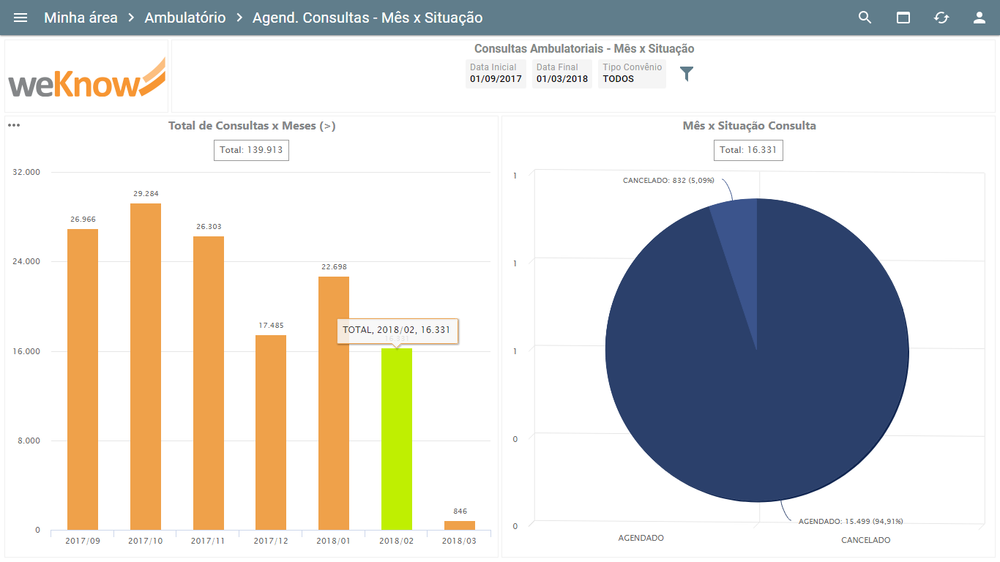 Minha área > Ambulatório > Agend. Consultas - Mês x Situação
weKnow
Consultas Ambulatoriais - Mês x Situação
Data Inicial
01/09/2017
Data Final
01/03/2018
Tipo Convênio
TODOS
Total de Consultas x Meses (>)
Total: 139.913
32.000
24.000
16.000
8.000
0
26.966
29.284
26.303
17.485
22.698
TOTAL, 2018/02, 16.331
16.331
846
2017/09
2017/10
2017/11
2017/12
2018/01
2018/02
2018/03
Mês x Situação Consulta
Total: 16.331
1
1
1
0
0
CANCELADO: 832 (5,09%)
AGENDADO: 15.499 (94,91%)
AGENDADO
CANCELADO